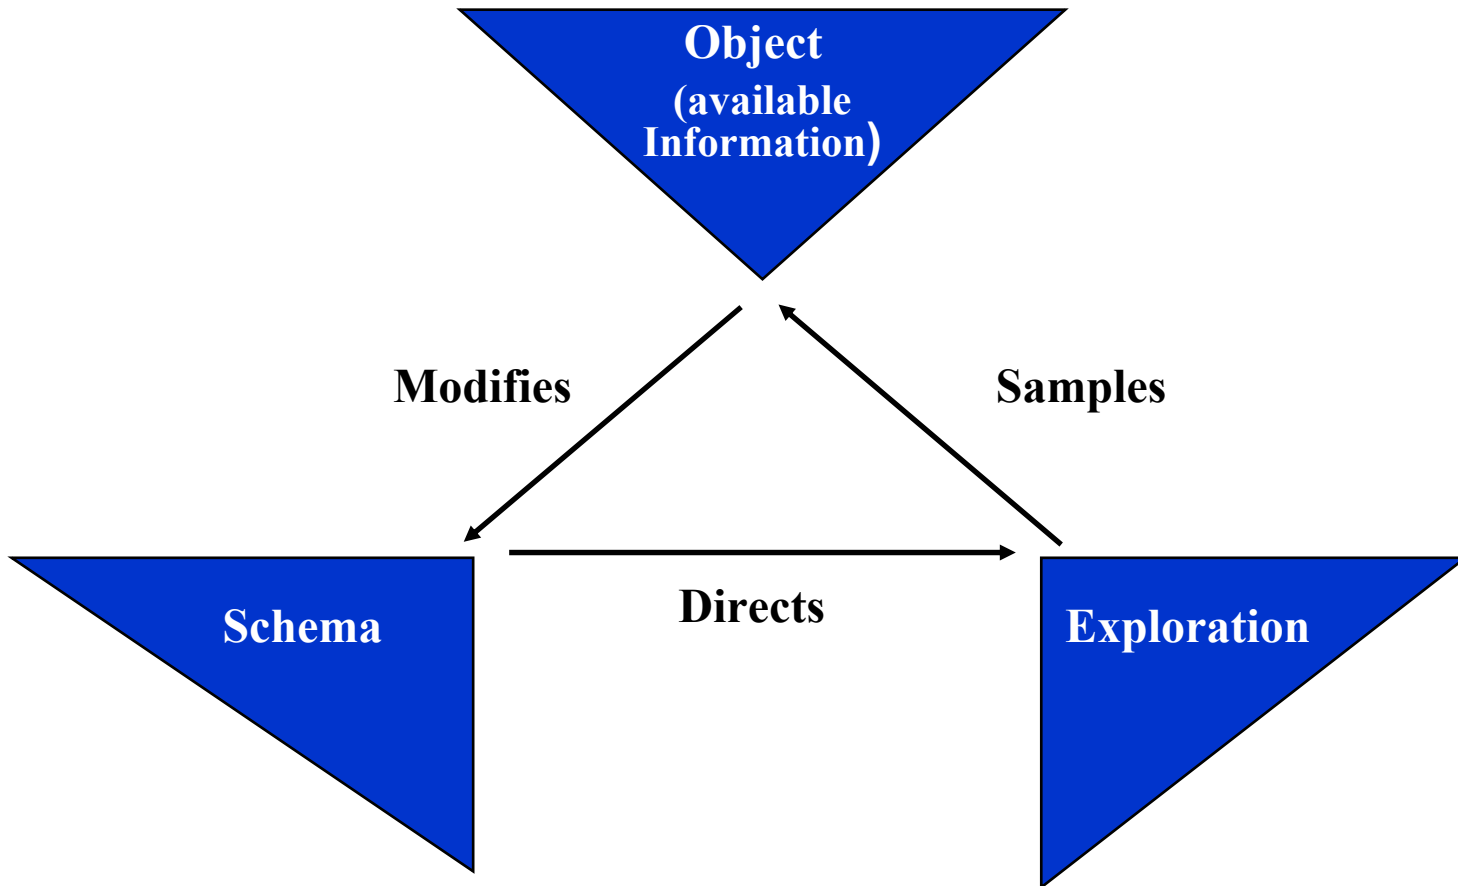 Object
(available
Information)
Modifies
Samples
Directs
Schema
Exploration